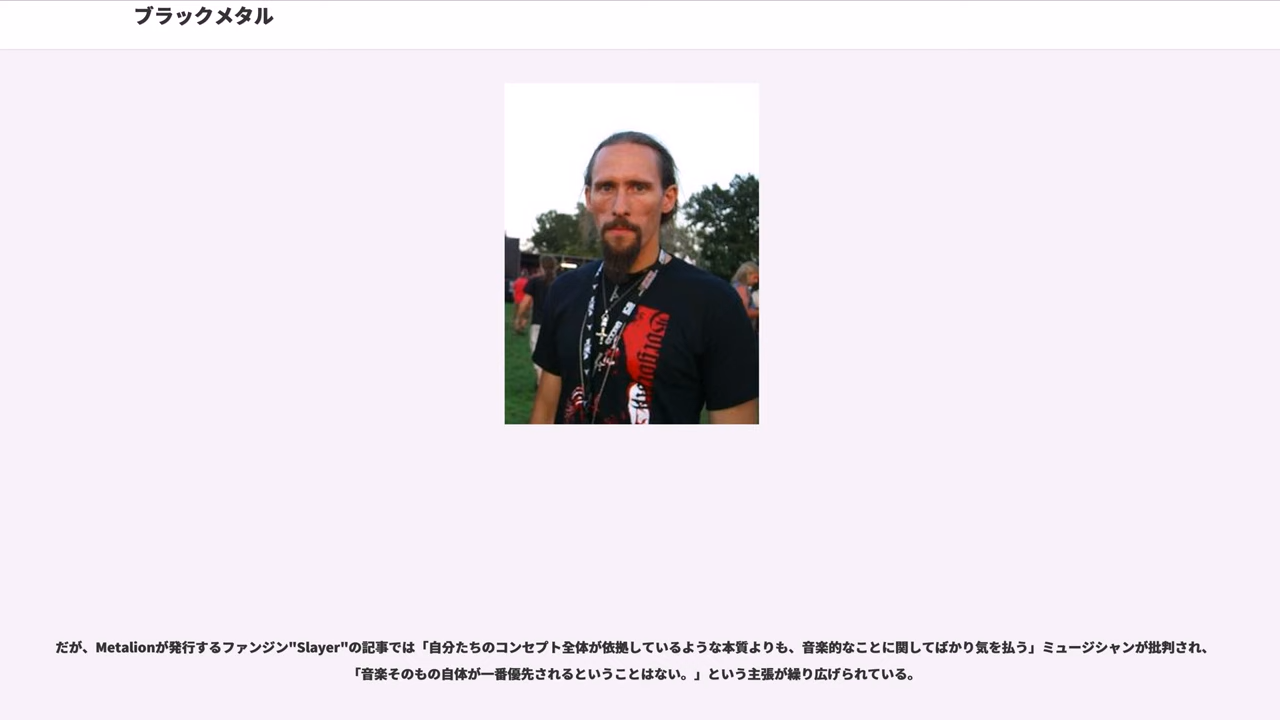 ブラックメタル
だが、Metalionが発行するファンジン"Slayer"の記事では「自分たちのコンセプト全体が依拠しているような本質よりも、音楽的なことに関してばかり気を払う」ミュージシャンが批判され、
「音楽そのもの自体が一番優先されるということはない。」という主張が繰り広げられている。